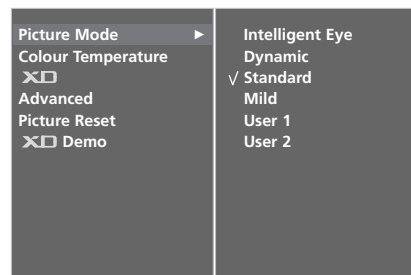 Picture Mode ►
Colour Temperature
XD
Advanced
Picture Reset
XD Demo
Intelligent Eye
Dynamic
√ Standard
Mild
User 1
User 2